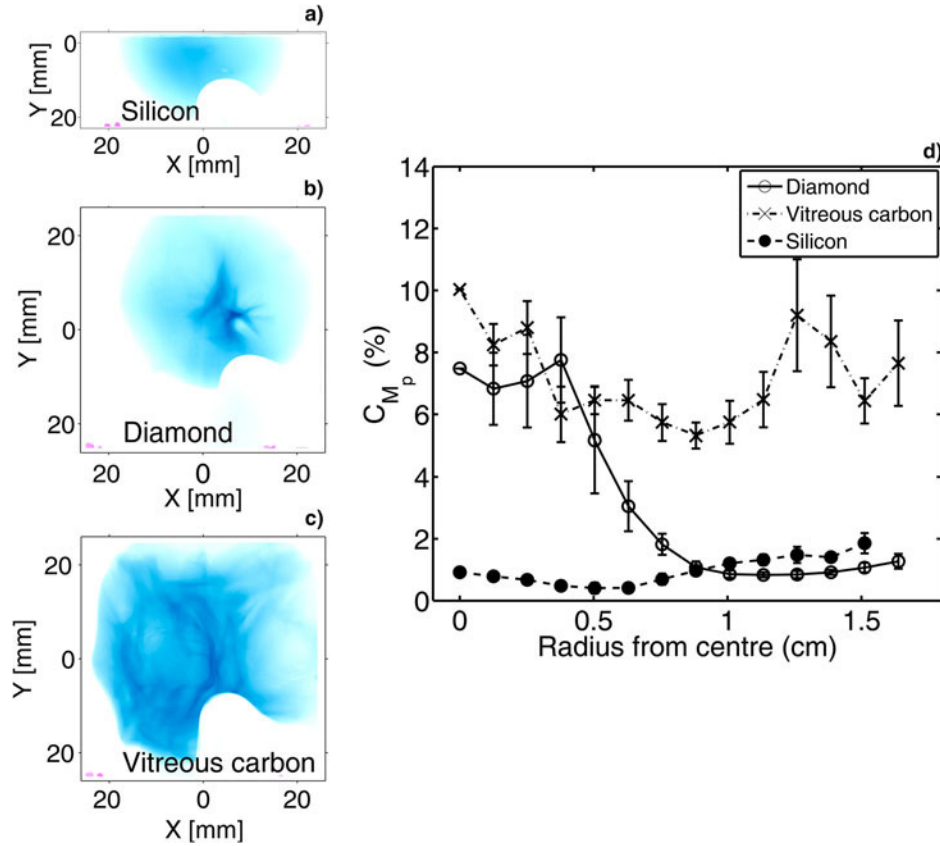 a)
Y [mm]
0
20
Silicon
20 0 20
X [mm]
b)
Y [mm]
20
0
20
Diamond
20 0 20
X [mm]
c)
Y [mm]
20
0
20
Vitreous carbon
20 0 20
X [mm]
d)
C_{M_p} (%)
14
12
10
8
6
4
2
0
Diamond
Vitreous carbon
Silicon
0 0.5 1 1.5
Radius from centre (cm)